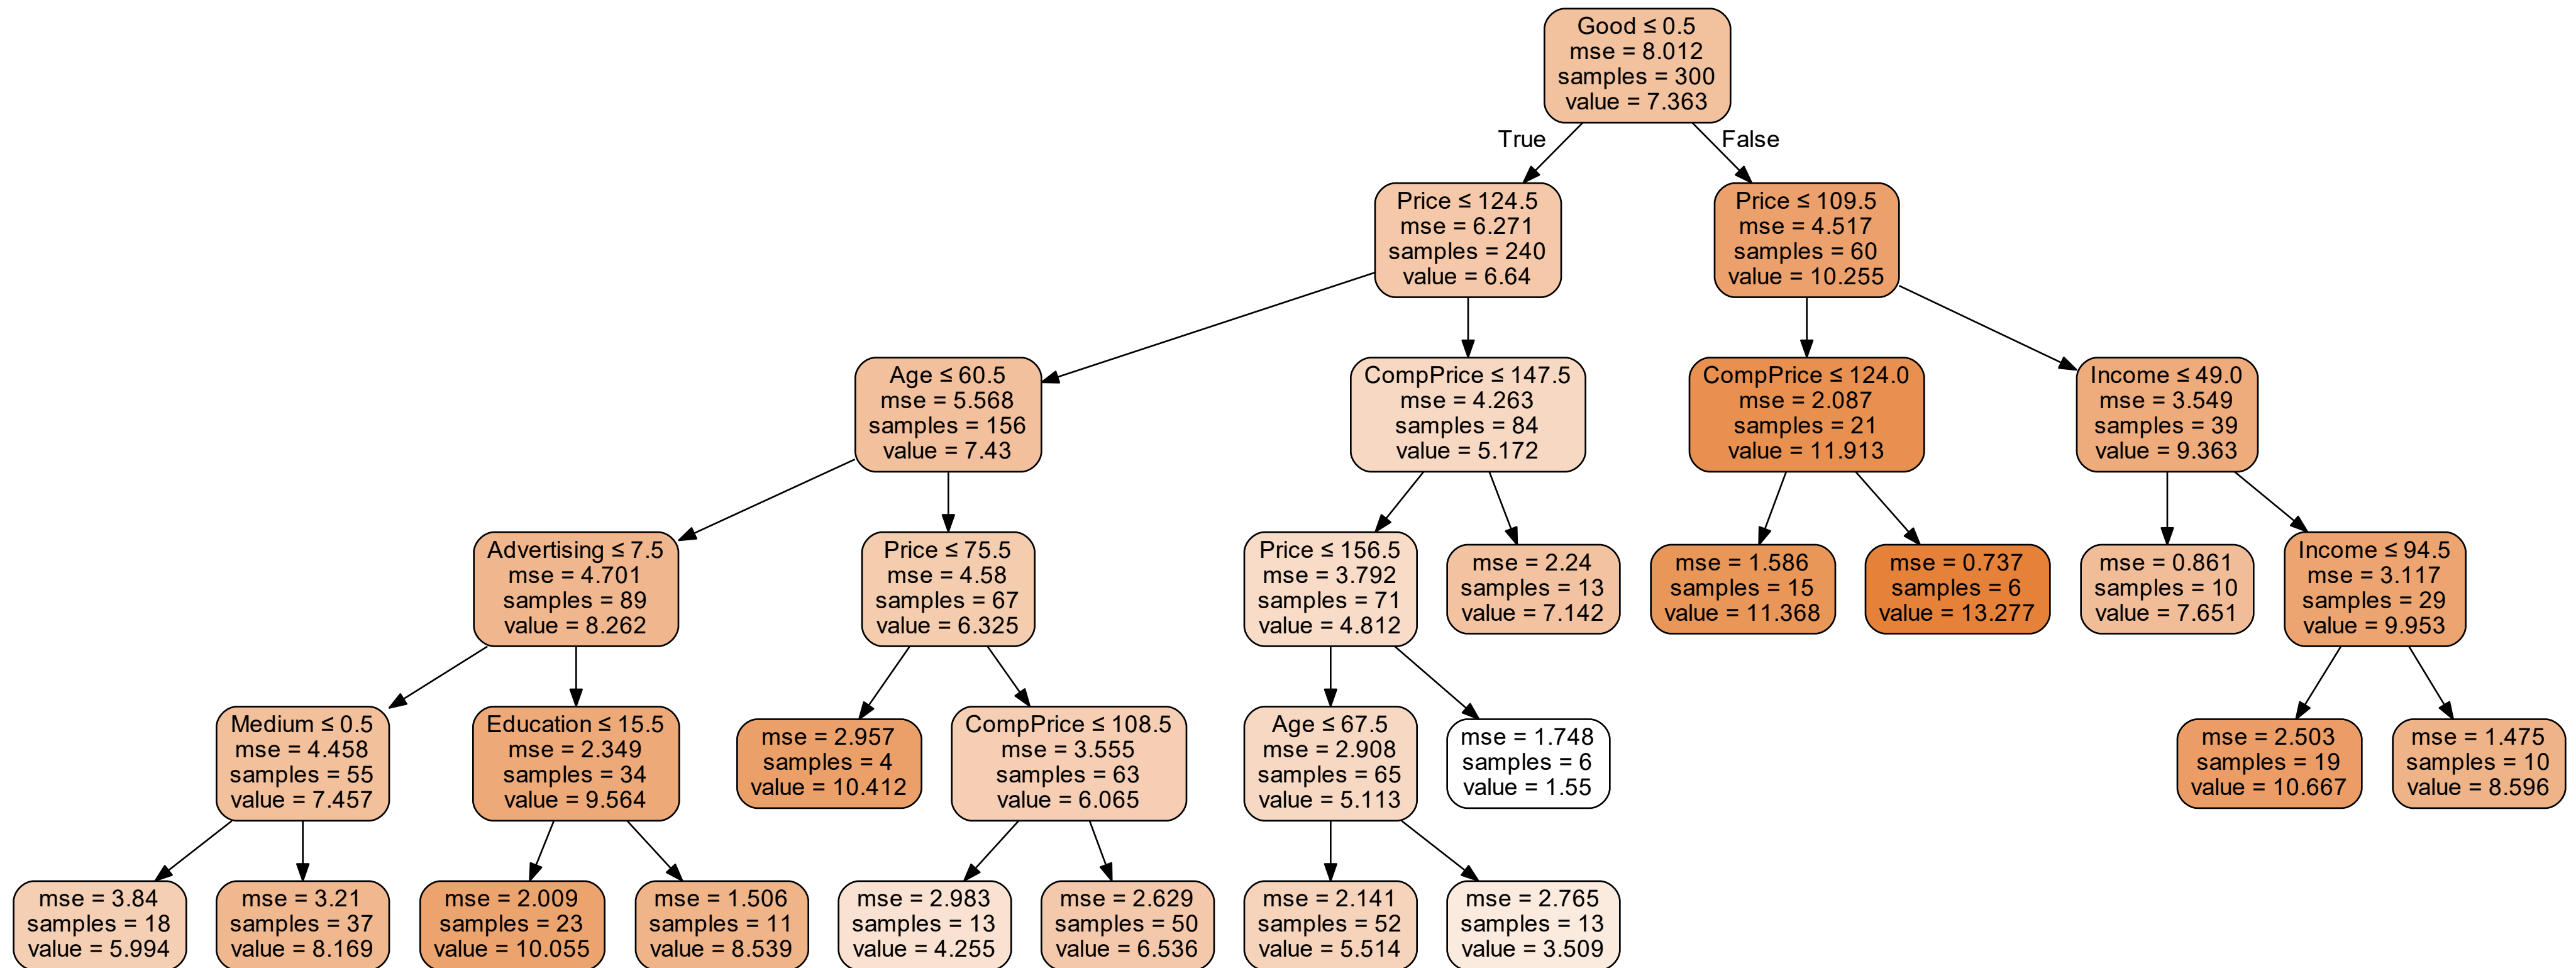 Good ≤ 0.5
mse = 8.012
samples = 300
value = 7.363
True
False
Price ≤ 124.5
mse = 6.271
samples = 240
value = 6.64
Price ≤ 109.5
mse = 4.517
samples = 60
value = 10.255
Age ≤ 60.5
mse = 5.568
samples = 156
value = 7.43
CompPrice ≤ 147.5
mse = 4.263
samples = 84
value = 5.172
CompPrice ≤ 124.0
mse = 2.087
samples = 21
value = 11.913
Income ≤ 49.0
mse = 3.549
samples = 39
value = 9.363
Advertising ≤ 7.5
mse = 4.701
samples = 89
value = 8.262
Price ≤ 75.5
mse = 4.58
samples = 67
value = 6.325
Price ≤ 156.5
mse = 3.792
samples = 71
value = 4.812
mse = 2.24
samples = 13
value = 7.142
mse = 1.586
samples = 15
value = 11.368
mse = 0.737
samples = 6
value = 13.277
mse = 0.861
samples = 10
value = 7.651
Income ≤ 94.5
mse = 3.117
samples = 29
value = 9.953
Medium ≤ 0.5
mse = 4.458
samples = 55
value = 7.457
Education ≤ 15.5
mse = 2.349
samples = 34
value = 9.564
mse = 2.957
samples = 4
value = 10.412
CompPrice ≤ 108.5
mse = 3.555
samples = 63
value = 6.065
Age ≤ 67.5
mse = 2.908
samples = 65
value = 5.113
mse = 1.748
samples = 6
value = 1.55
mse = 2.503
samples = 19
value = 10.667
mse = 1.475
samples = 10
value = 8.596
mse = 3.84
samples = 18
value = 5.994
mse = 3.21
samples = 37
value = 8.169
mse = 2.009
samples = 23
value = 10.055
mse = 1.506
samples = 11
value = 8.539
mse = 2.983
samples = 13
value = 4.255
mse = 2.629
samples = 50
value = 6.536
mse = 2.141
samples = 52
value = 5.514
mse = 2.765
samples = 13
value = 3.509